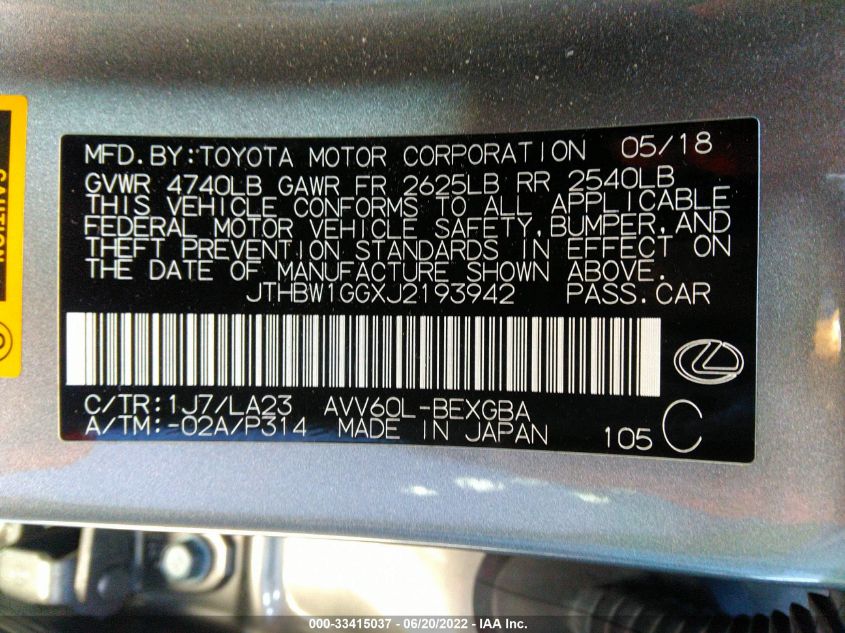 MFD.BY:TOYOTA MOTOR CORPORATION 05/18
GVWR 4740LB GAWR FR 2625LB RR 2540LB
THIS VEHICLE CONFORMS TO ALL APPLICABLE
FEDERAL MOTOR VEHICLE SAFETY,BUMPER,AND
THEFT PREVENTION STANDARDS IN EFFECT ON
THE DATE OF MANUFACTURE SHOWN ABOVE.
JTHBW1GGXJ2193942 PASS.CAR
C/TR:1J7/LA23 AVV60L-BEXGBA
A/TM:-02A/P314 MADE IN JAPAN 105 C
CAUTION
000-33415037 - 06/20/2022 - IAA Inc.